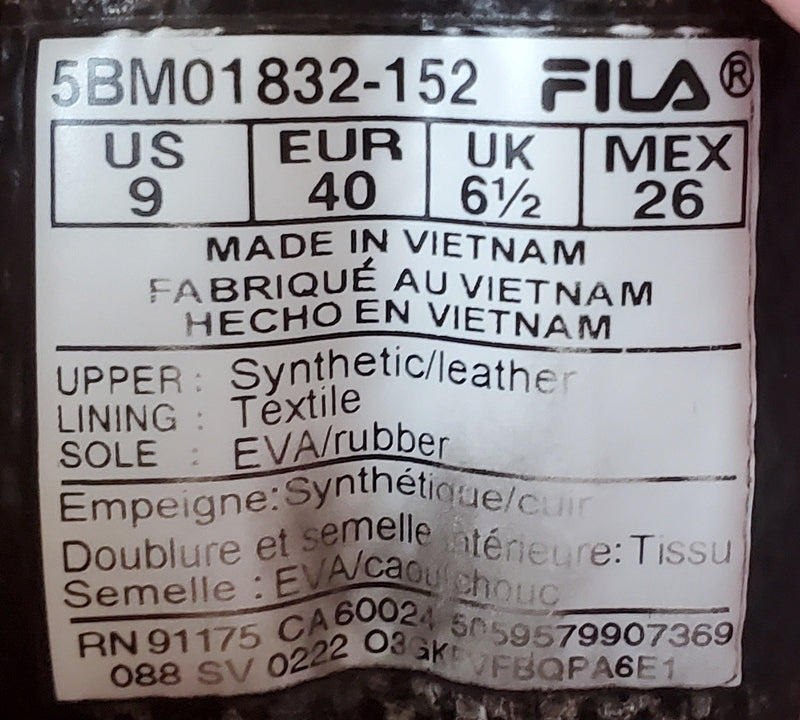 5BM01832-152 FILA®
US EUR UK MEX
9 40 6½ 26
MADE IN VIETNAM
FABRIQUÉ AU VIETNAM
HECHO EN VIETNAM
UPPER : Synthetic/leather
LINING : Textile
SOLE : EVA/rubber
Empeigne: Synthétique/cuir
Doublure et semelle intérieure: Tissu
Semelle : EVA/caoutchouc
RN 91175 CA 60024
088 SV 0222 03